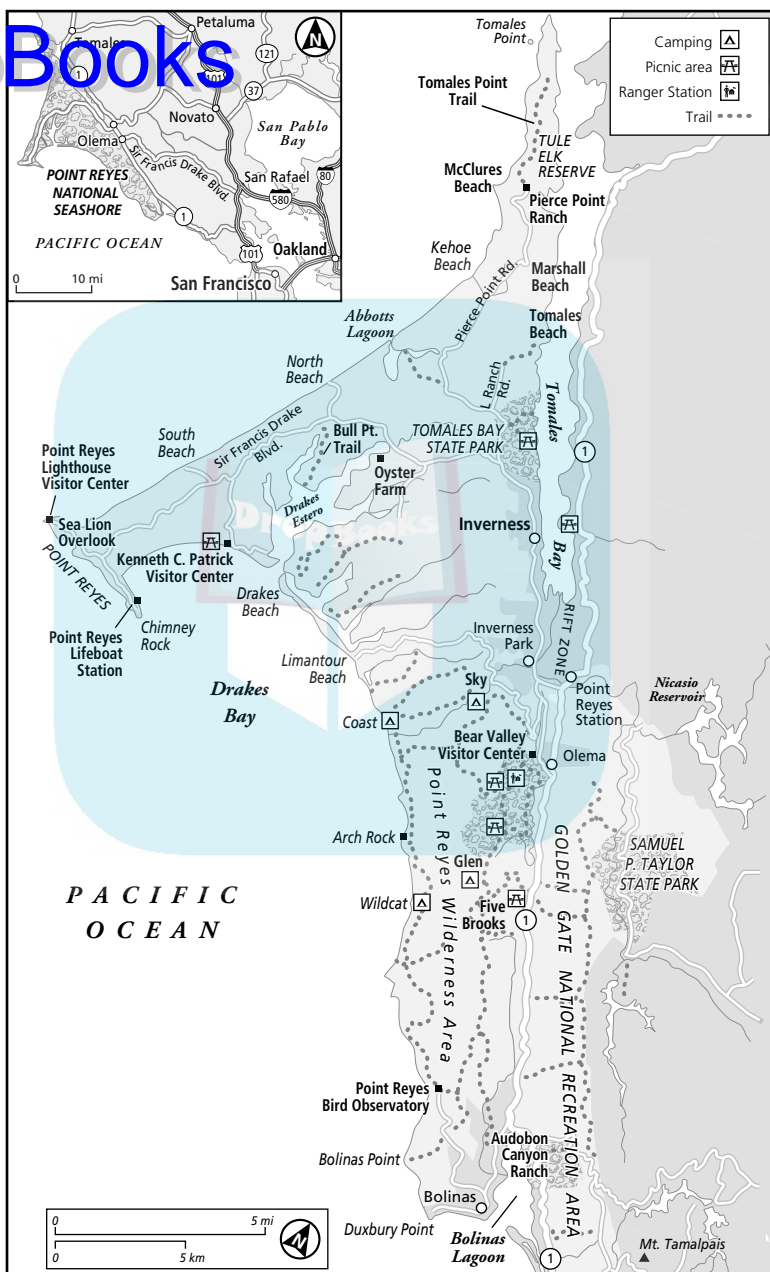 Books
DropBooks
Petaluma
Tomales
1
101
121
37
Novato
Olema
Sir Francis Drake Blvd.
San Pablo
Bay
POINT REYES
NATIONAL
SEASHORE
San Rafael
80
580
1
PACIFIC OCEAN
101
Oakland
San Francisco
0
10 mi
N
Camping
Picnic area
Ranger Station
Trail
Tomales
Point
Tomales Point
Trail
TULE
ELK
RESERVE
McClures
Beach
Pierce Point
Ranch
Kehoe
Beach
Pierce Point Rd.
Marshall
Beach
Tomales
Beach
Abbotts
Lagoon
L Ranch
Rd.
North
Beach
Tomales
Bay
Sir Francis Drake
Blvd.
South
Beach
Bull Pt.
Trail
TOMALES BAY
STATE PARK
1
Oyster
Farm
Point Reyes
Lighthouse
Visitor Center
Drakes
Estero
Sea Lion
Overlook
Inverness
POINT REYES
Kenneth C. Patrick
Visitor Center
Drakes
Beach
Point Reyes
Lifeboat
Station
Chimney
Rock
RIFT ZONE
Inverness
Park
Limantour
Beach
Drakes
Bay
Sky
Point
Reyes
Station
Nicasio
Reservoir
Coast
Bear Valley
Visitor Center
Olema
Point Reyes Wilderness Area
Arch Rock
GOLDEN GATE NATIONAL RECREATION AREA
SAMUEL
P. TAYLOR
STATE PARK
Glen
PACIFIC
OCEAN
Wildcat
Five
Brooks
1
Point Reyes
Bird Observatory
Audobon
Canyon
Ranch
Bolinas Point
Bolinas
Duxbury Point
Bolinas
Lagoon
1
Mt. Tamalpais
0
5 mi
0
5 km
N